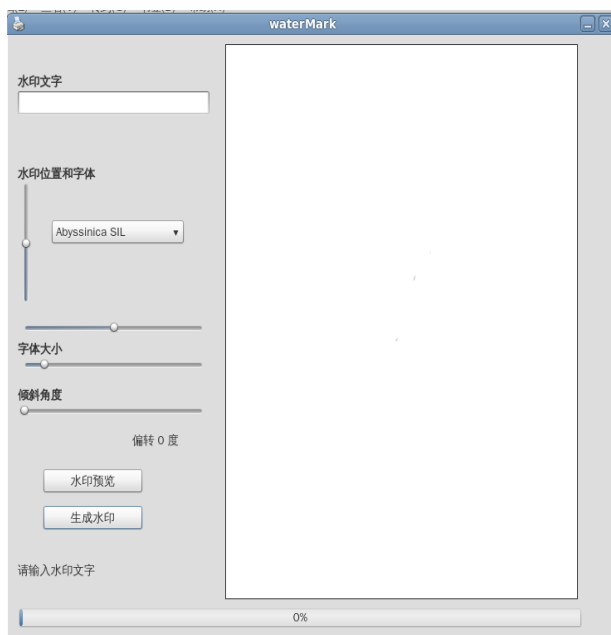 waterMark
水印文字
水印位置和字体
Abyssinica SIL
字体大小
倾斜角度
偏转 0 度
水印预览
生成水印
请输入水印文字
0%